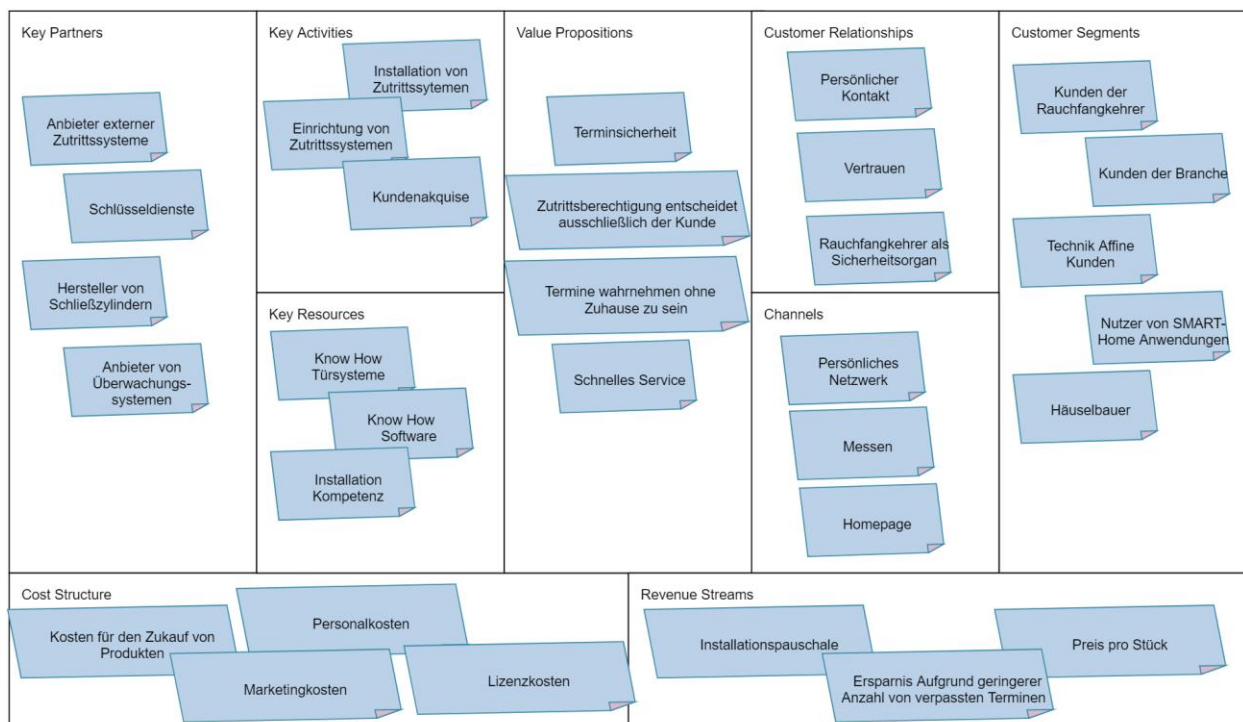 Key Partners
Anbieter externer
Zutrittssysteme
Schlüsseldienste
Hersteller von
Schließzylindern
Anbieter von
Überwachungs-
systemen
Key Activities
Installation von
Zutrittssytemen
Einrichtung von
Zutrittssystemen
Kundenakquise
Key Resources
Know How
Türsysteme
Know How
Software
Installation
Kompetenz
Value Propositions
Terminsicherheit
Zutrittsberechtigung entscheidet
ausschließlich der Kunde
Termine wahrnehmen ohne
Zuhause zu sein
Schnelles Service
Customer Relationships
Persönlicher
Kontakt
Vertrauen
Rauchfangkehrer als
Sicherheitsorgan
Channels
Persönliches
Netzwerk
Messen
Homepage
Customer Segments
Kunden der
Rauchfangkehrer
Kunden der Branche
Technik Affine
Kunden
Nutzer von SMART-
Home Anwendungen
Häuselbauer
Cost Structure
Kosten für den Zukauf von
Produkten
Personalkosten
Marketingkosten
Lizenzkosten
Revenue Streams
Installationspauschale
Ersparnis Aufgrund geringerer
Anzahl von verpassten Terminen
Preis pro Stück